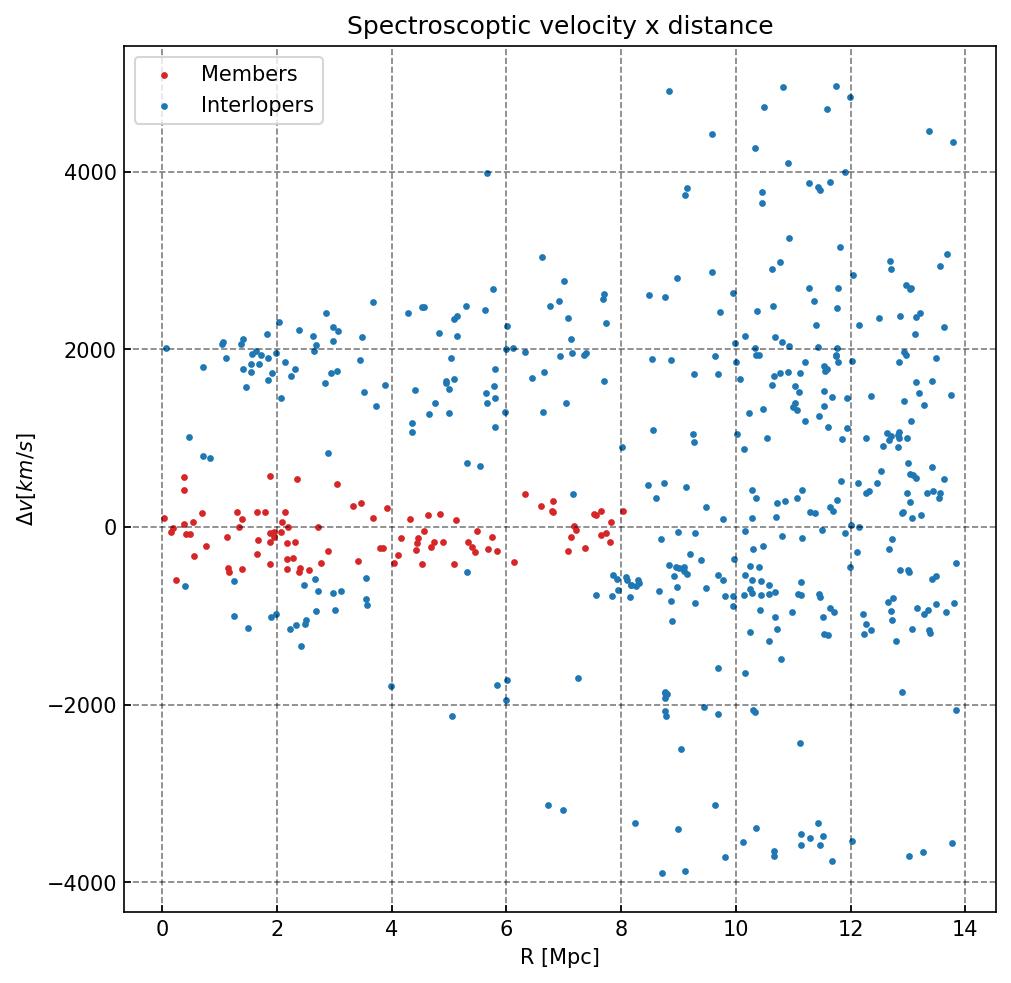 Spectroscoptic velocity x distance
Members
Interlopers
4000
2000
0
−2000
−4000
Δv[km/s]
0 2 4 6 8 10 12 14
R [Mpc]